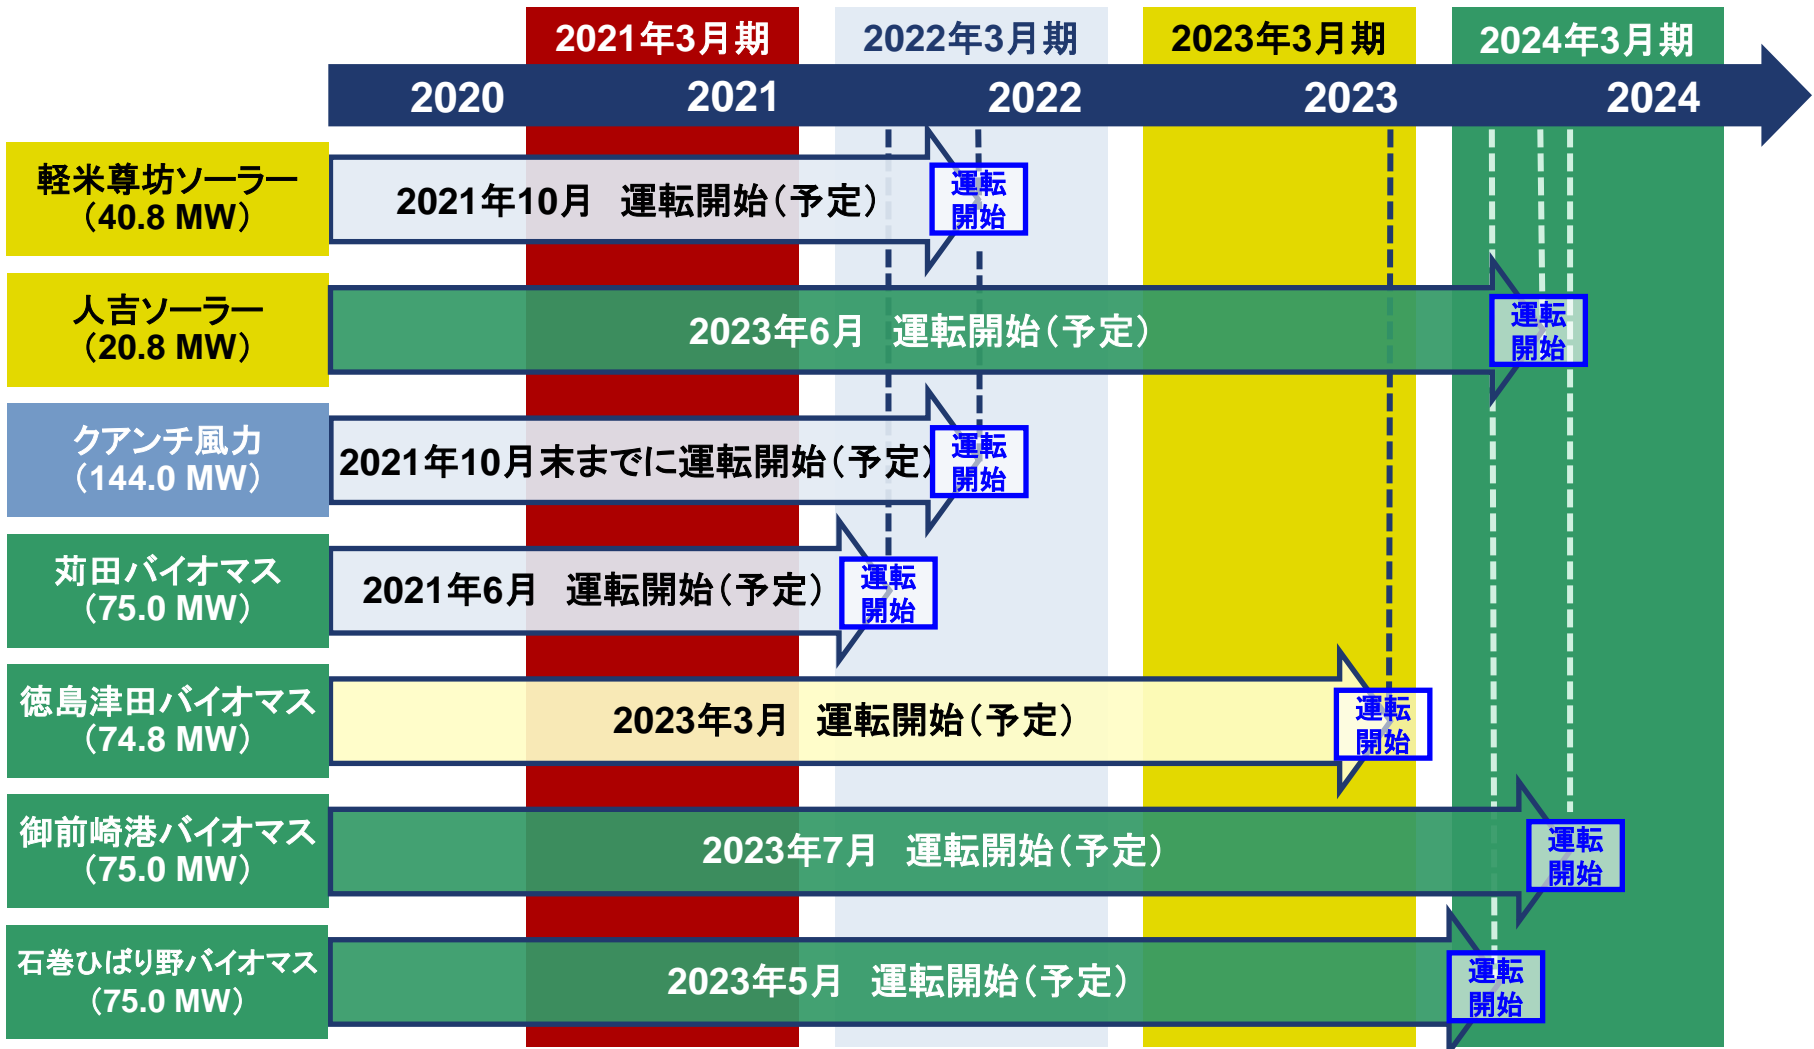 2021年3月期
2022年3月期
2023年3月期
2024年3月期
2020
2021
2022
2023
2024
軽米尊坊ソーラー
（40.8 MW）
2021年10月　運転開始（予定）
運転
開始
人吉ソーラー
（20.8 MW）
2023年6月　運転開始（予定）
運転
開始
クアンチ風力
（144.0 MW）
2021年10月末までに運転開始（予定）
運転
開始
苅田バイオマス
（75.0 MW）
2021年6月　運転開始（予定）
運転
開始
徳島津田バイオマス
（74.8 MW）
2023年3月　運転開始（予定）
運転
開始
御前崎港バイオマス
（75.0 MW）
2023年7月　運転開始（予定）
運転
開始
石巻ひばり野バイオマス
（75.0 MW）
2023年5月　運転開始（予定）
運転
開始